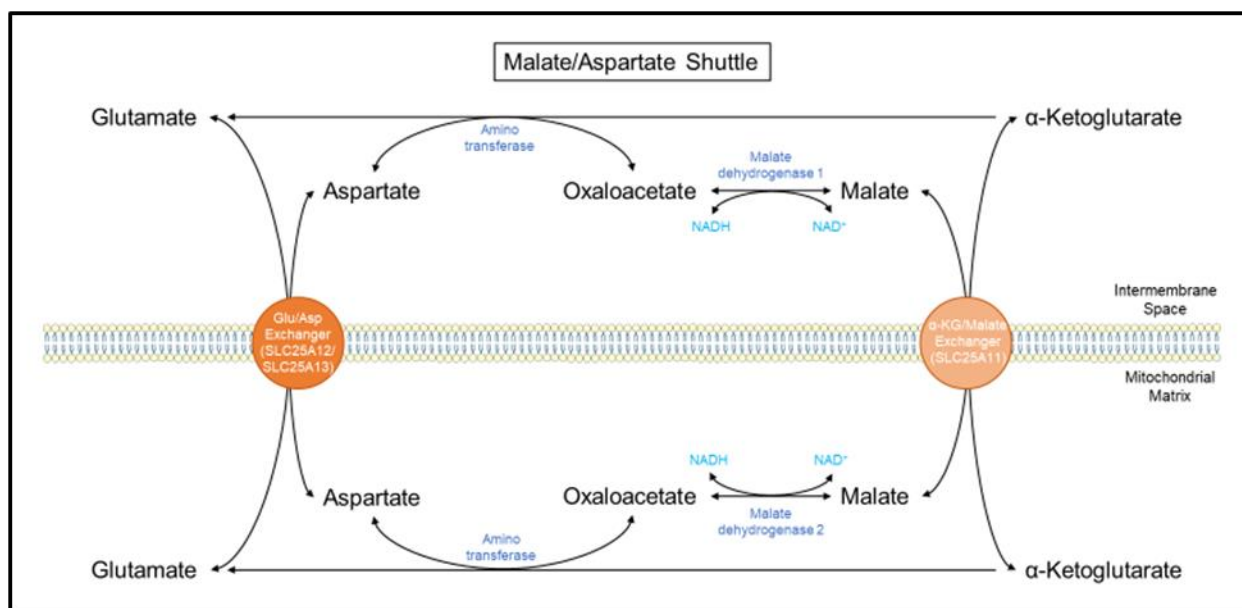 Malate/Aspartate Shuttle
Glutamate
α-Ketoglutarate
Amino
transferase
Malate
dehydrogenase 1
Aspartate
Oxaloacetate
Malate
NADH
NAD⁺
Intermembrane
Space
Glu/Asp
Exchanger
(SLC25A12/
SLC25A13)
α-KG/Malate
Exchanger
(SLC25A11)
Mitochondrial
Matrix
NADH
NAD⁺
Aspartate
Oxaloacetate
Malate
Malate
dehydrogenase 2
Amino
transferase
Glutamate
α-Ketoglutarate